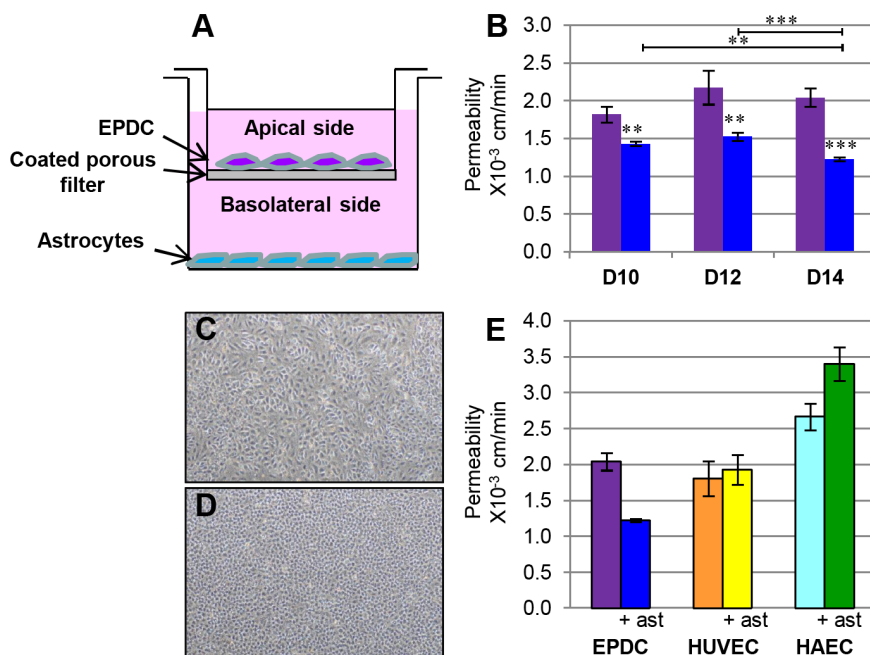 A
EPDC
Apical side
Coated porous
filter
Basolateral side
Astrocytes
B
Permeability
X10⁻³ cm/min
3.0
2.5
2.0
1.5
1.0
0.5
0.0
***
**
**
**
***
D10 D12 D14
C
D
E
Permeability
X10⁻³ cm/min
4.0
3.5
3.0
2.5
2.0
1.5
1.0
0.5
0.0
+ ast + ast + ast
EPDC HUVEC HAEC